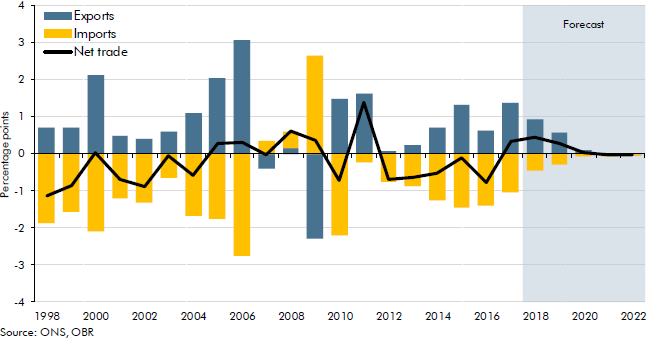 4
3
2
1
0
-1
-2
-3
-4
Percentage points
Exports
Imports
Net trade
Forecast
1998 2000 2002 2004 2006 2008 2010 2012 2014 2016 2018 2020 2022
Source: ONS, OBR